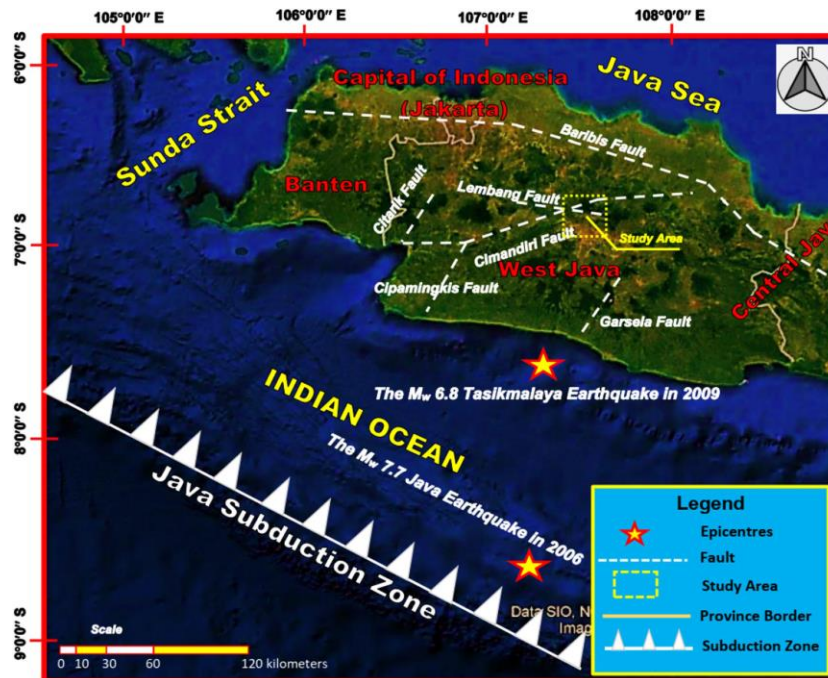 105°0'0" E
106°0'0" E
107°0'0" E
108°0'0" E
6°0'0" S
7°0'0" S
8°0'0" S
9°0'0" S
N
Sunda Strait
Capital of Indonesia
(Jakarta)
Java Sea
Baribis Fault
Banten
Citarik Fault
Lembang Fault
Cimandiri Fault
Study Area
West Java
Central Jav
Cipamingkis Fault
Garsela Fault
The Mw 6.8 Tasikmalaya Earthquake in 2009
INDIAN OCEAN
The Mw 7.7 Java Earthquake in 2006
Java Subduction Zone
Data SIO, N
Imag
Scale
0 10 30 60 120 kilometers
Legend
Epicentres
Fault
Study Area
Province Border
Subduction Zone